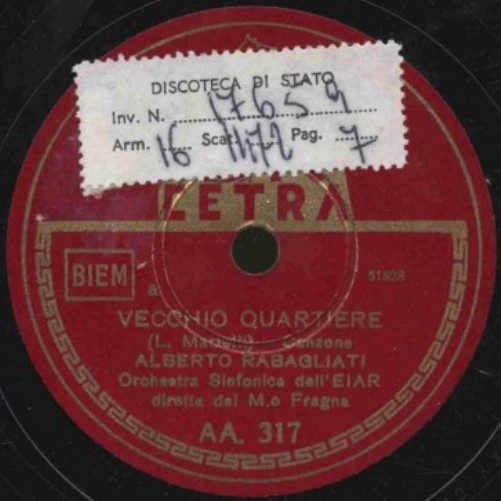 DISCOTECA DI STATO
Inv. N. 17659
Arm. 16 Scat. 1172 Pag. 7
CETRA
BIEM
a
51828
VECCHIO QUARTIERE
(L. Canzone
ALBERTO RABAGLIATI
Orchestra Sinfonica dell'EIAR
diretta dal M.o Fragna
AA. 317